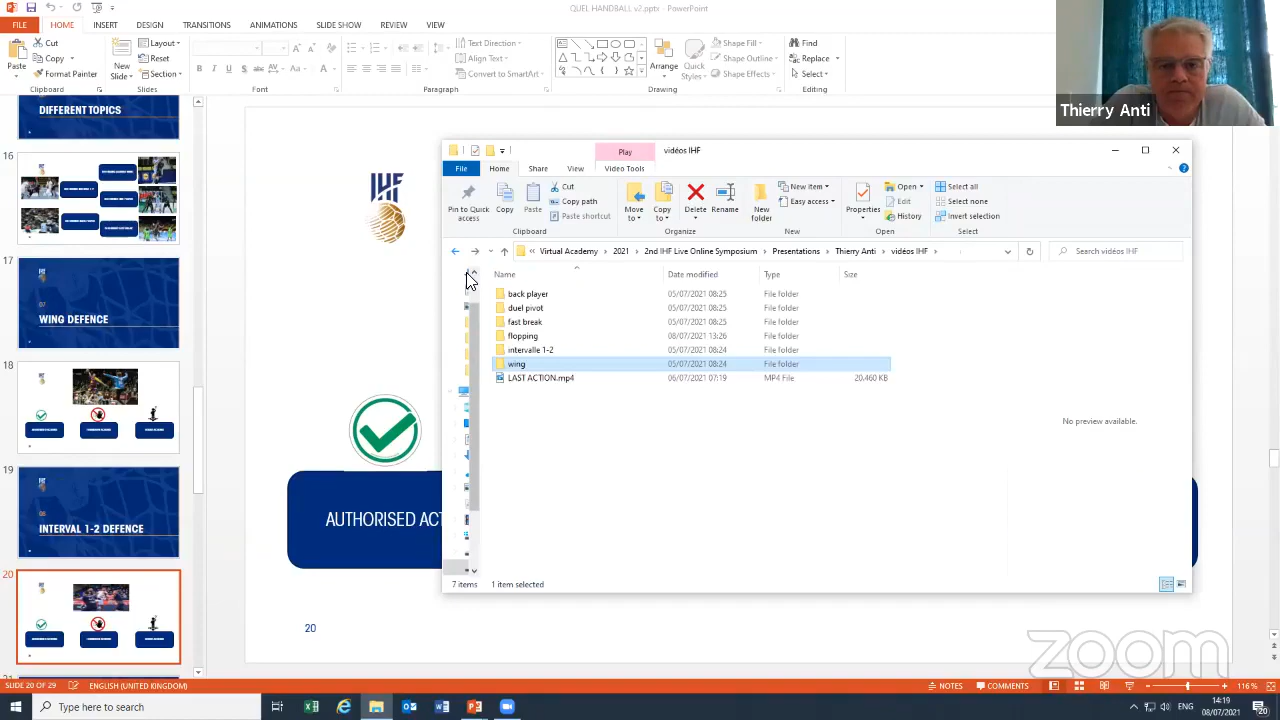 QUEL HANDBALL v2.pptx - PowerPoint
FILE HOME INSERT DESIGN TRANSITIONS ANIMATIONS SLIDE SHOW REVIEW VIEW
Cut
Copy
Format Painter
Paste
Clipboard
New
Slide
Layout
Reset
Section
Slides
B I U S abc AV Aa A
Font
Text Direction
Align Text
Convert to SmartArt
Paragraph
Arrange
Quick
Styles
Shape Fill
Shape Outline
Shape Effects
Drawing
Find
Replace
Select
Editing
Thierry Anti
DIFFERENT TOPICS
16
17
07
WING DEFENCE
18
19
08
INTERVAL 1-2 DEFENCE
20
21
IHF
AUTHORISED ACT
20
Play
vidéos IHF
File Home Share View Video Tools
Pin to Quick
access
Copy
Paste
Cut
Copy path
Paste shortcut
Clipboard
Move
to
Copy
to
Delete
Rename
Organize
New
folder
New item
Easy access
New
Properties
Open
Edit
History
Open
Select all
Select none
Invert selection
Select
« Virtual Academy › 2021 › 2nd IHF Live Online Symposium › Presentations › Thierry Anti › vidéos IHF ›
Search vidéos IHF
Name Date modified Type Size
back player 05/07/2021 08:25 File folder
duel pivot 05/07/2021 08:25 File folder
fast break 05/07/2021 08:25 File folder
flopping 08/07/2021 13:26 File folder
intervalle 1-2 05/07/2021 08:24 File folder
wing 05/07/2021 08:24 File folder
LAST ACTION.mp4 06/07/2021 07:19 MP4 File 20,460 KB
No preview available.
7 items 1 item selected
zoom
SLIDE 20 OF 29 ENGLISH (UNITED KINGDOM) NOTES COMMENTS 116 %
Type here to search
ENG
14:19
08/07/2021
20